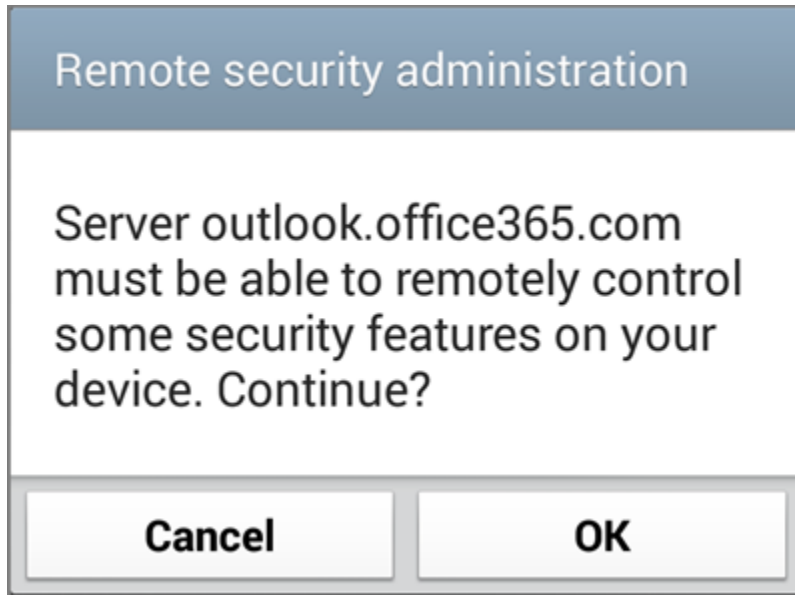 Remote security administration
Server outlook.office365.com
must be able to remotely control
some security features on your
device. Continue?
Cancel
OK